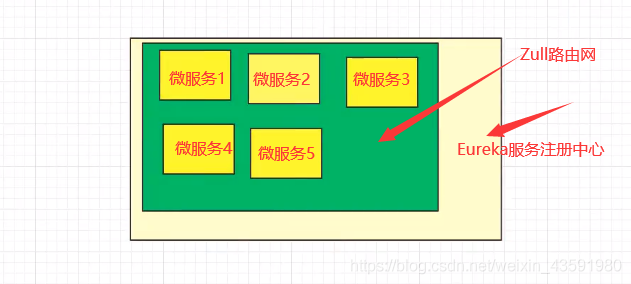 Zull路由网
微服务1
微服务2
微服务3
微服务4
微服务5
Eureka服务注册中心
https://blog.csdn.net/weixin_43591980